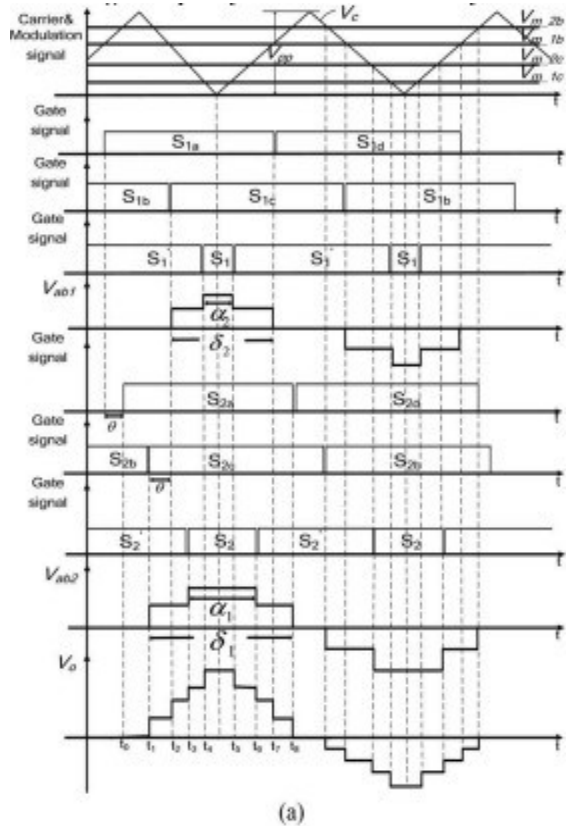 Carrier& Modulation signal
V_c
V_pp
V_m_2b
V_m_1b
V_m_2c
V_m_1c
t
Gate signal
S_1a
S_1d
t
Gate signal
S_1b
S_1c
S_1b
t
Gate signal
S_1'
S_1
S_1'
S_1
t
V_ab1
α_2
δ_2
t
Gate signal
S_2a
S_2d
θ
t
Gate signal
S_2b
S_2c
S_2b
θ
t
Gate signal
S_2'
S_2
S_2'
S_2
t
V_ab2
α_1
δ_1
t
V_o
t_0 t_1 t_2 t_3 t_4 t_5 t_6 t_7 t_8
t
(a)